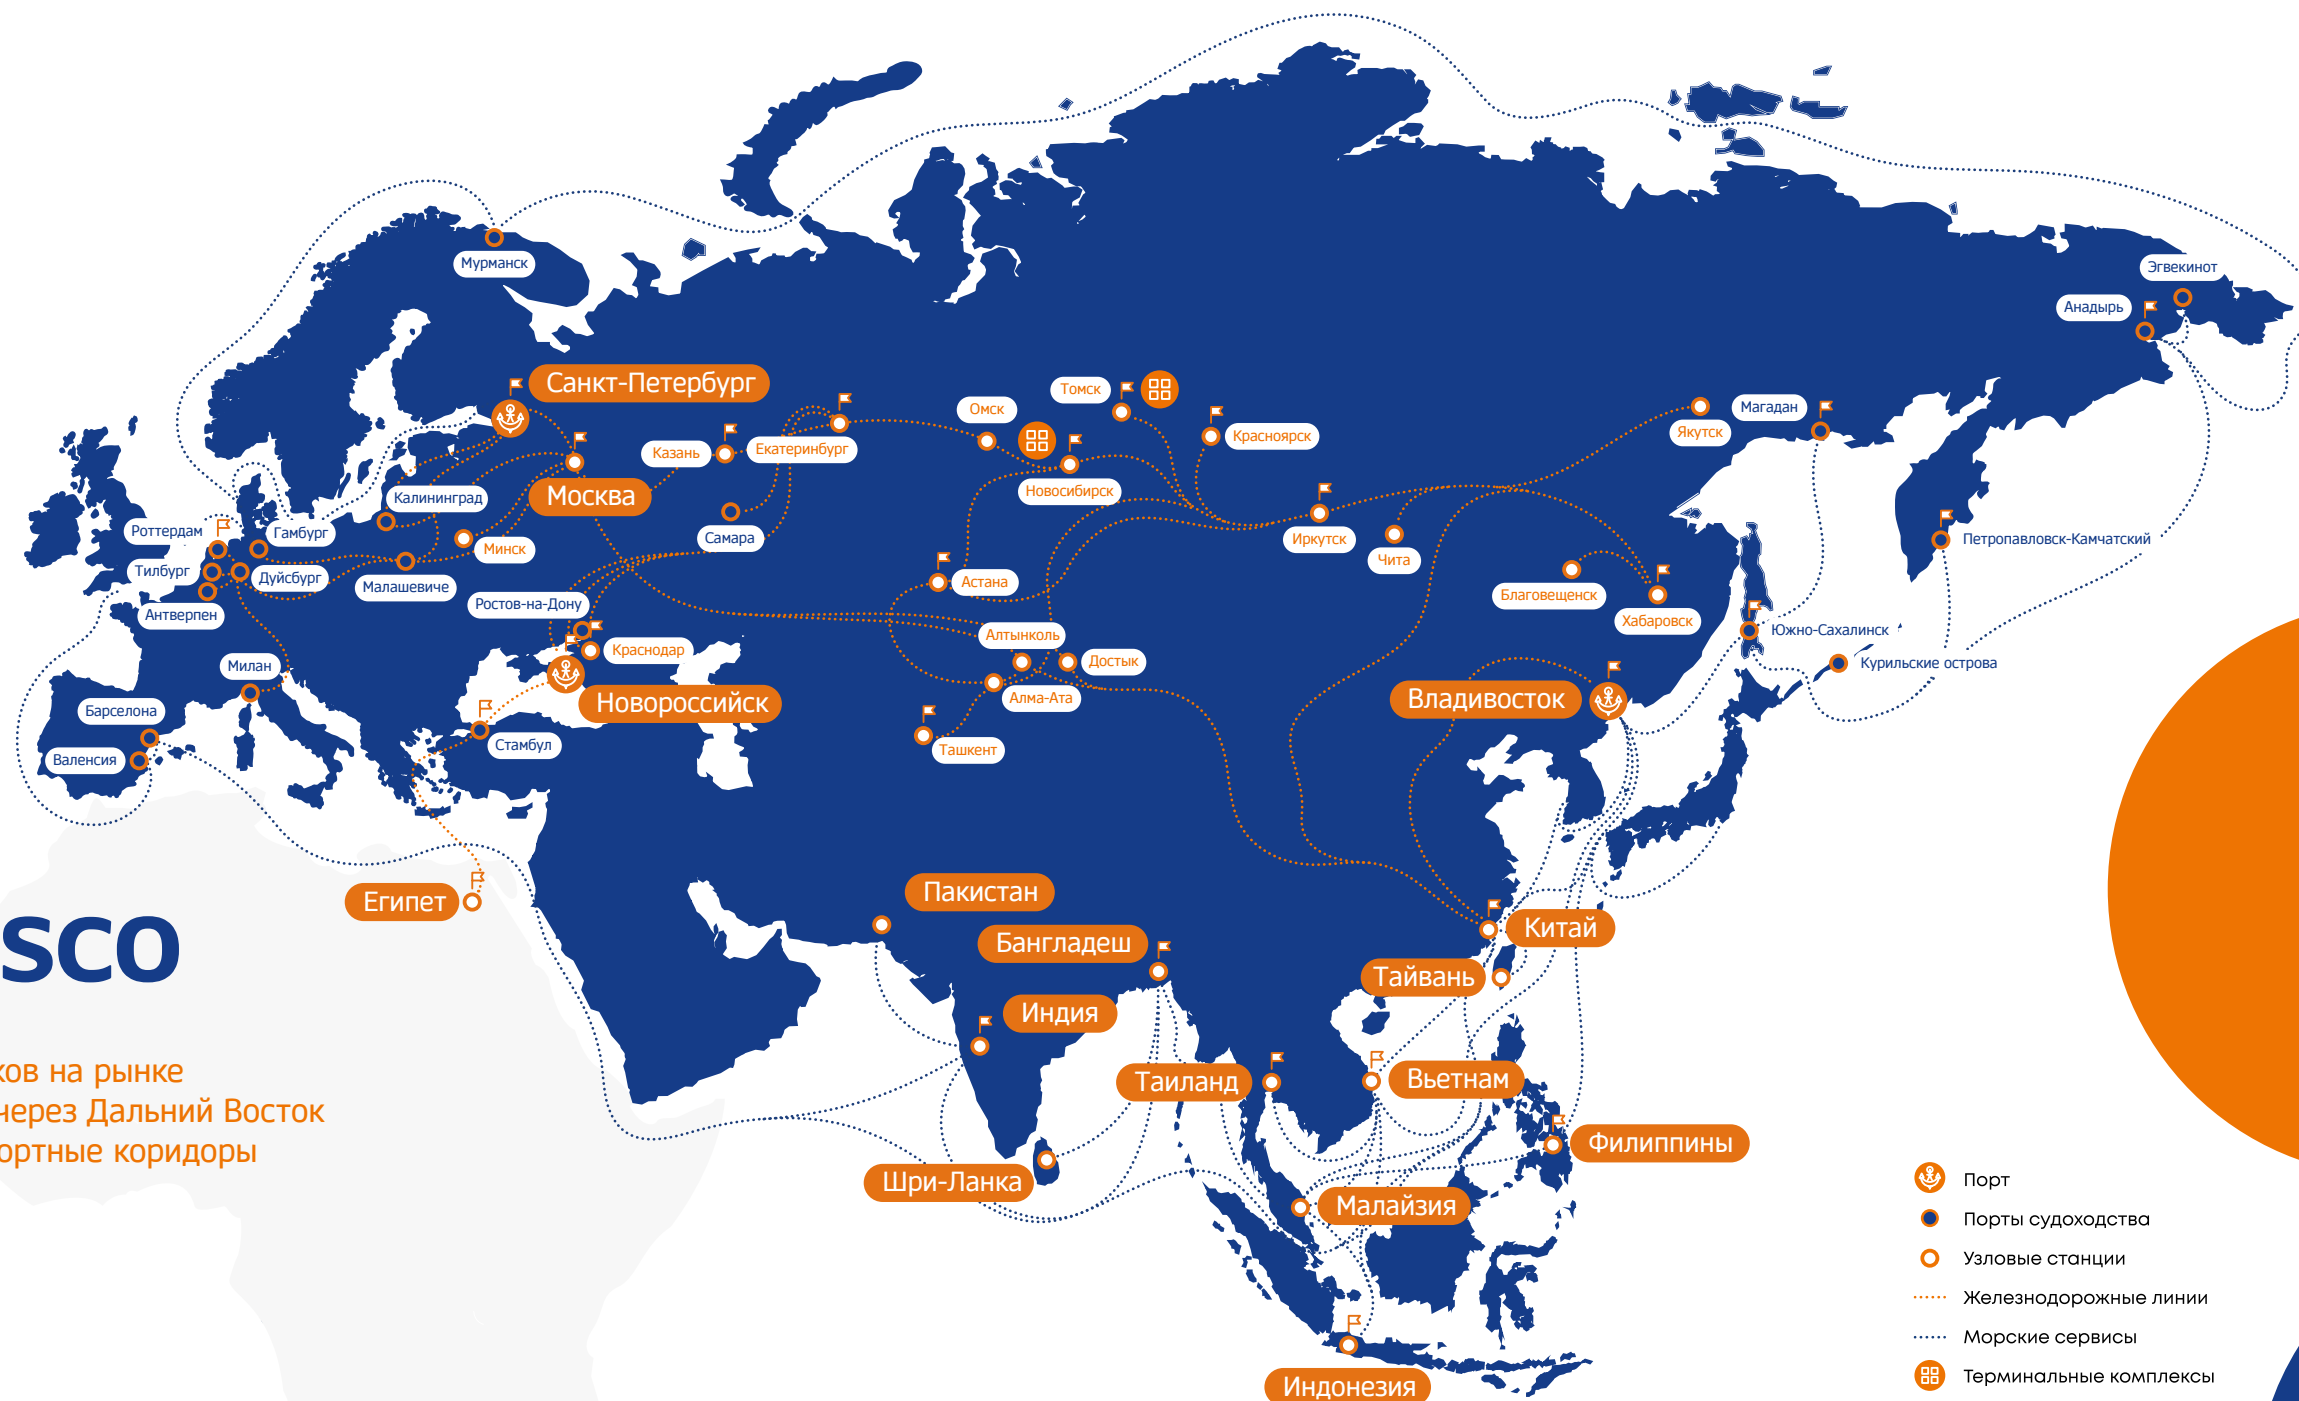 Эгвекинот
Мурманск
Анадырь
Санкт-Петербург
Томск
Омск
Магадан
Якутск
Красноярск
Казань
Екатеринбург
Новосибирск
Москва
Калининград
Роттердам
Гамбург
Самара
Иркутск
Петропавловск-Камчатский
Минск
Чита
Тилбург
Дуйсбург
Малашевиче
Астана
Благовещенск
Ростов-на-Дону
Антверпен
Хабаровск
Южно-Сахалинск
Алтынколь
Краснодар
Достык
Курильские острова
Милан
Алма-Ата
Владивосток
Новороссийск
Барселона
Стамбул
Ташкент
Валенсия
Пакистан
Египет
Китай
Бангладеш
SCO
Тайвань
Индия
ков на рынке
через Дальний Восток
ортные коридоры
Таиланд
Вьетнам
Филиппины
Шри-Ланка
Малайзия
Индонезия
Порт
Порты судоходства
Узловые станции
Железнодорожные линии
Морские сервисы
Терминальные комплексы